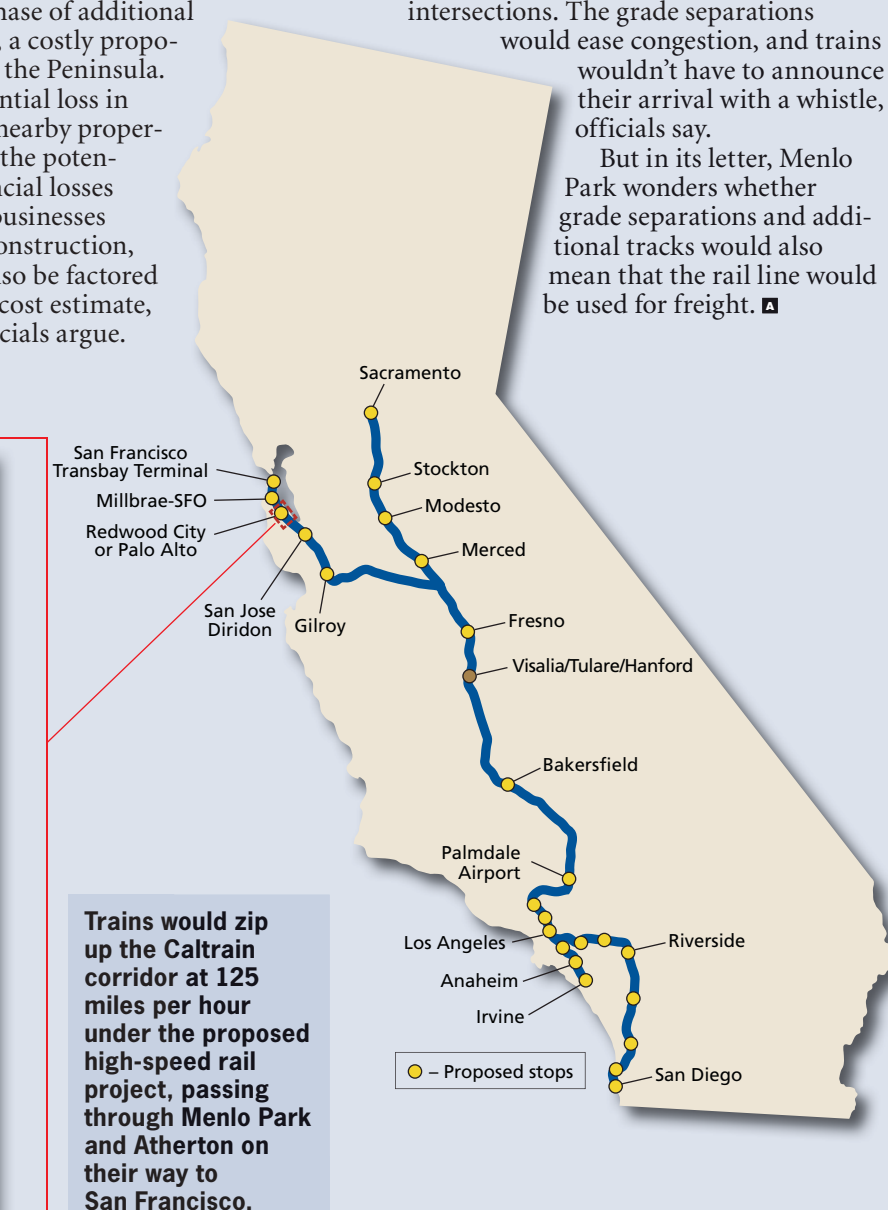 hase of additional
, a costly propo-
the Peninsula.
ntial loss in
nearby proper-
the poten-
ncial losses
businesses
onstruction,
lso be factored
cost estimate,
cials argue.
intersections. The grade separations
would ease congestion, and trains
wouldn’t have to announce
their arrival with a whistle,
officials say.
But in its letter, Menlo
Park wonders whether
grade separations and addi-
tional tracks would also
mean that the rail line would
be used for freight. A
Sacramento
San Francisco
Transbay Terminal
Stockton
Millbrae-SFO
Modesto
Redwood City
or Palo Alto
Merced
San Jose
Diridon
Gilroy
Fresno
Visalia/Tulare/Hanford
Bakersfield
Palmdale
Airport
Los Angeles
Riverside
Anaheim
Irvine
– Proposed stops
San Diego
Trains would zip
up the Caltrain
corridor at 125
miles per hour
under the proposed
high-speed rail
project, passing
through Menlo Park
and Atherton on
their way to
San Francisco.